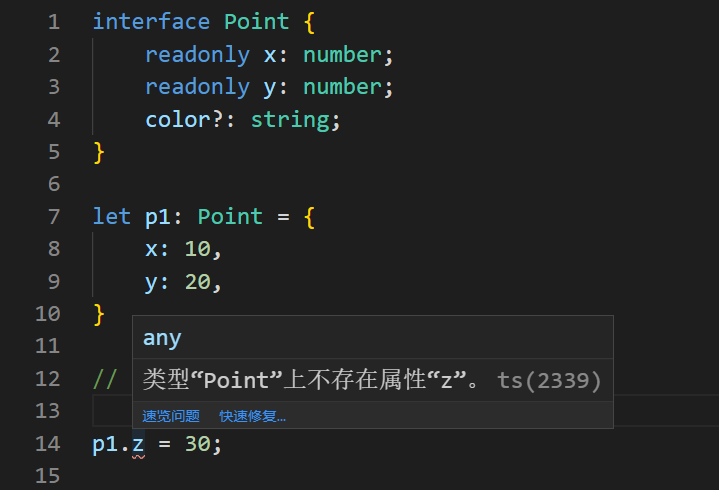 1 interface Point {
2     readonly x: number;
3     readonly y: number;
4     color?: string;
5 }
6
7 let p1: Point = {
8     x: 10,
9     y: 20,
10 }
11 any
12 // 类型“Point”上不存在属性“z”。 ts(2339)
13 速览问题 快速修复...
14 p1.z = 30;
15